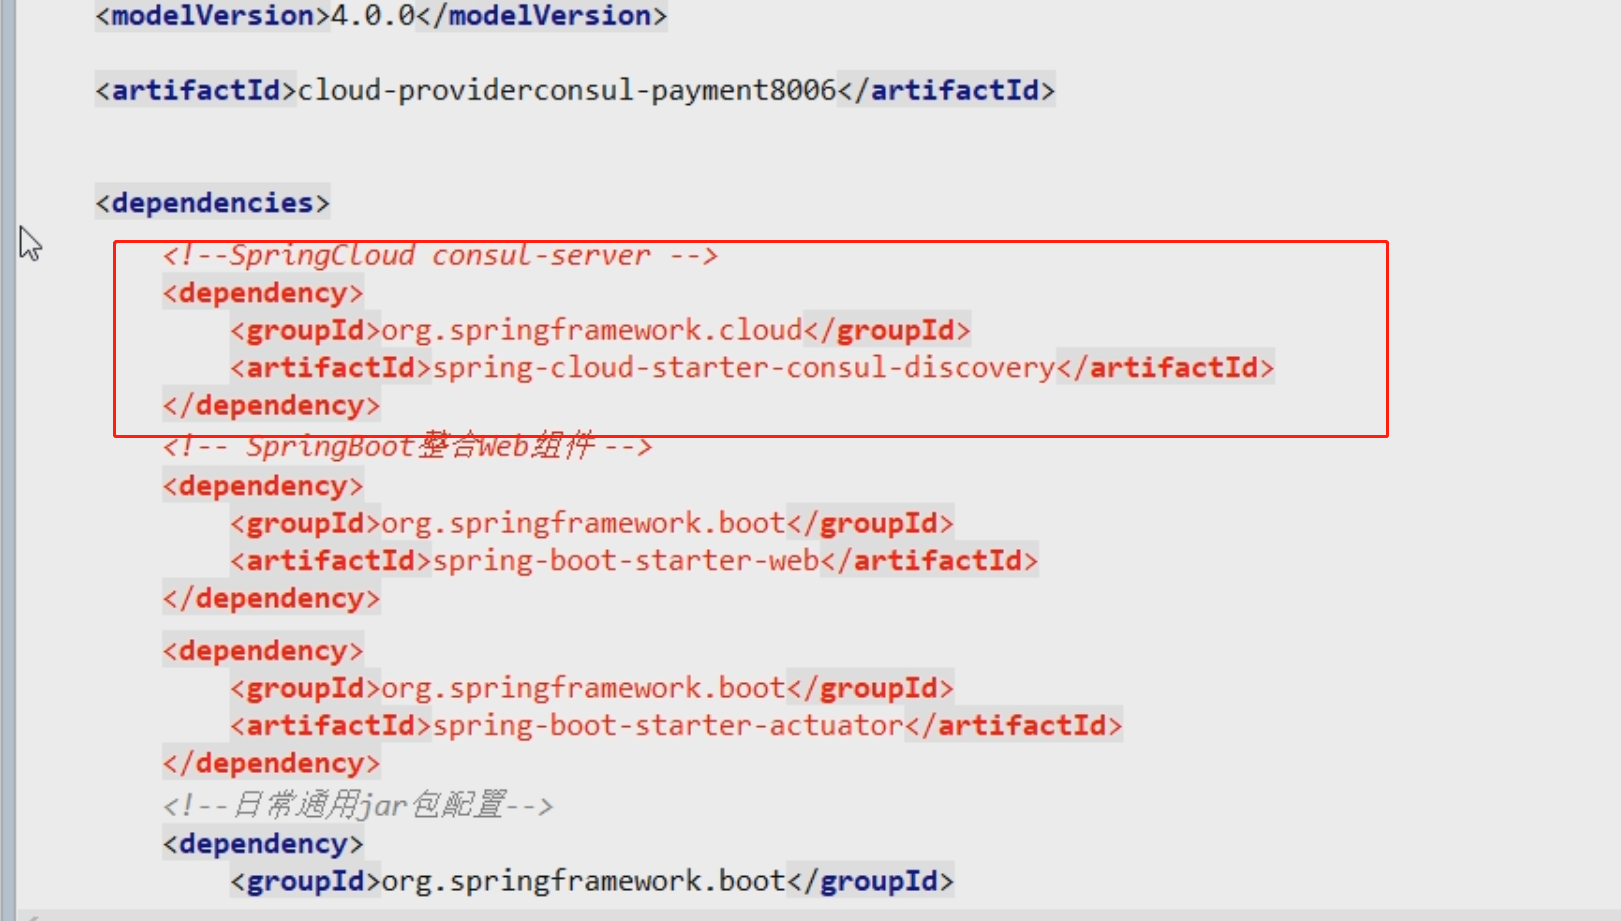 <modelVersion>4.0.0</modelVersion>
<artifactId>cloud-providerconsul-payment8006</artifactId>
<dependencies>
<!--SpringCloud consul-server -->
<dependency>
<groupId>org.springframework.cloud</groupId>
<artifactId>spring-cloud-starter-consul-discovery</artifactId>
</dependency>
<!-- SpringBoot整合Web组件 -->
<dependency>
<groupId>org.springframework.boot</groupId>
<artifactId>spring-boot-starter-web</artifactId>
</dependency>
<dependency>
<groupId>org.springframework.boot</groupId>
<artifactId>spring-boot-starter-actuator</artifactId>
</dependency>
<!--日常通用jar包配置-->
<dependency>
<groupId>org.springframework.boot</groupId>